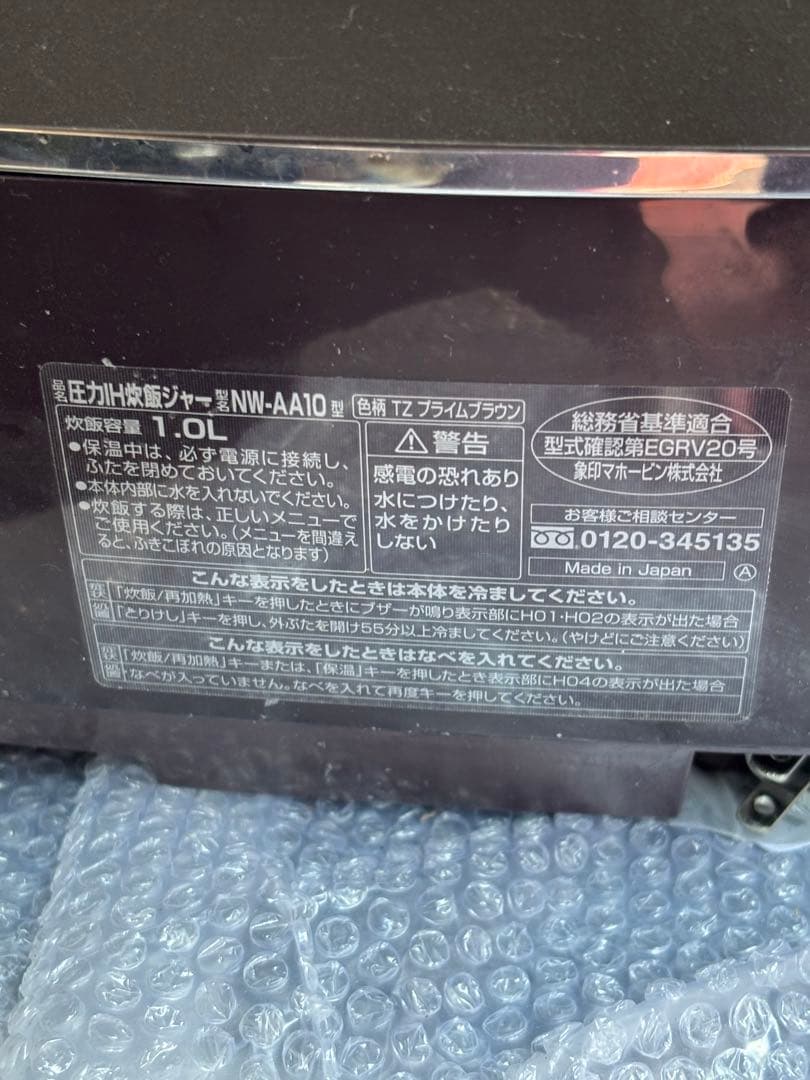 品名 圧力IH炊飯ジャー 型名 NW-AA10 型 色柄 TZ プライムブラウン
炊飯容量 1.0L
●保温中は、必ず電源に接続し、
ふたを閉めておいてください。
●本体内部に水を入れないでください。
●炊飯する際は、正しいメニューで
ご使用ください。(メニューを間違え
ると、ふきこぼれの原因となります)
⚠警告
感電の恐れあり
水につけたり、
水をかけたり
しない
総務省基準適合
型式確認第EGRV20号
象印マホービン株式会社
お客様ご相談センター
0120-345135
Made in Japan Ⓐ
こんな表示をしたときは本体を冷ましてください。
症状 「炊飯/再加熱」キーを押したときにブザーが鳴り表示部にH01・H02の表示が出た場合
処置 「とりけし」キーを押し、外ぶたを開け55分以上冷ましてください。(やけどにご注意ください)
こんな表示をしたときはなべを入れてください。
症状 「炊飯/再加熱」キーまたは、「保温」キーを押したとき表示部にH04の表示が出た場合
処置 なべが入っていません。なべを入れて再度キーを押してください。